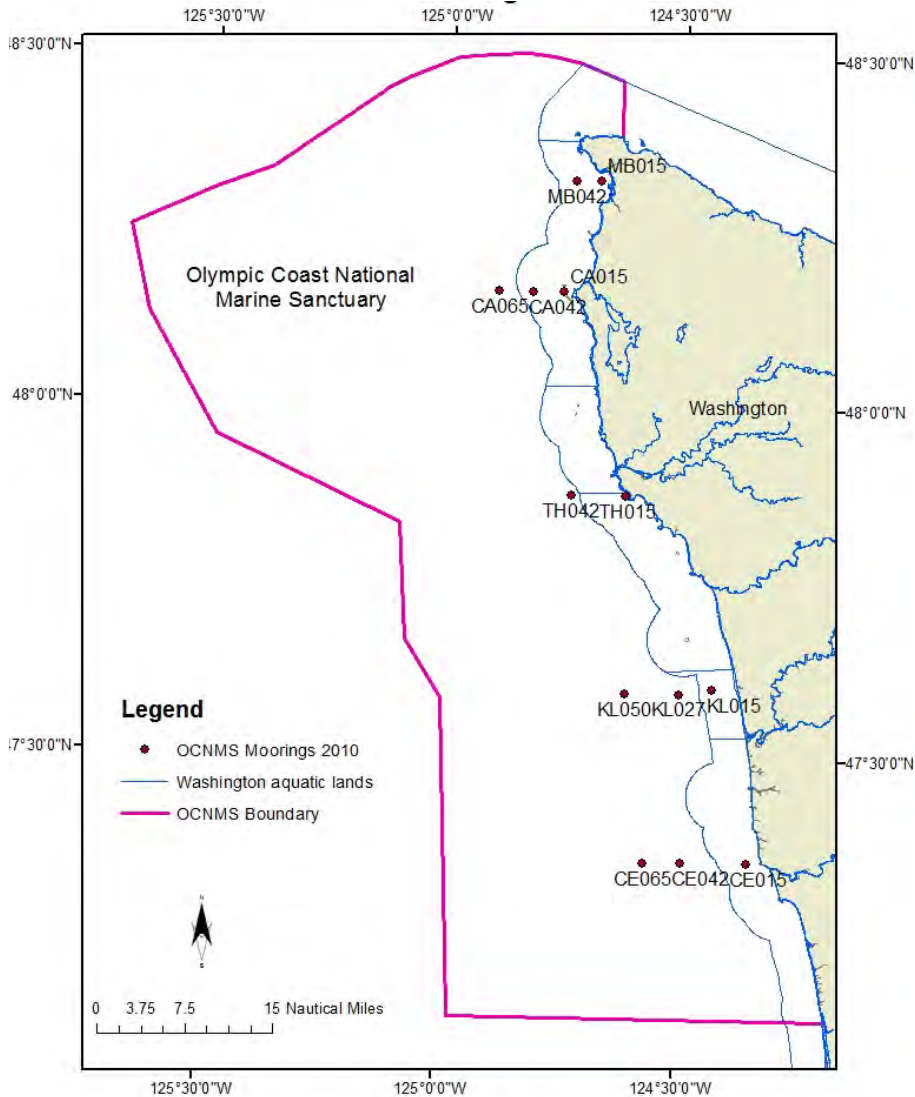 125°30'0"W 125°0'0"W 124°30'0"W
8°30'0"N
48°30'0"N
MB015
MB042
Olympic Coast National
Marine Sanctuary
CA015
CA065 CA042
48°0'0"N
48°0'0"N
Washington
TH042 TH015
KL050 KL027 KL015
Legend
OCNMS Moorings 2010
Washington aquatic lands
OCNMS Boundary
47°30'0"N
7°30'0"N
CE065 CE042 CE015
N
S
0 3.75 7.5 15 Nautical Miles
125°30'0"W 125°0'0"W 124°30'0"W